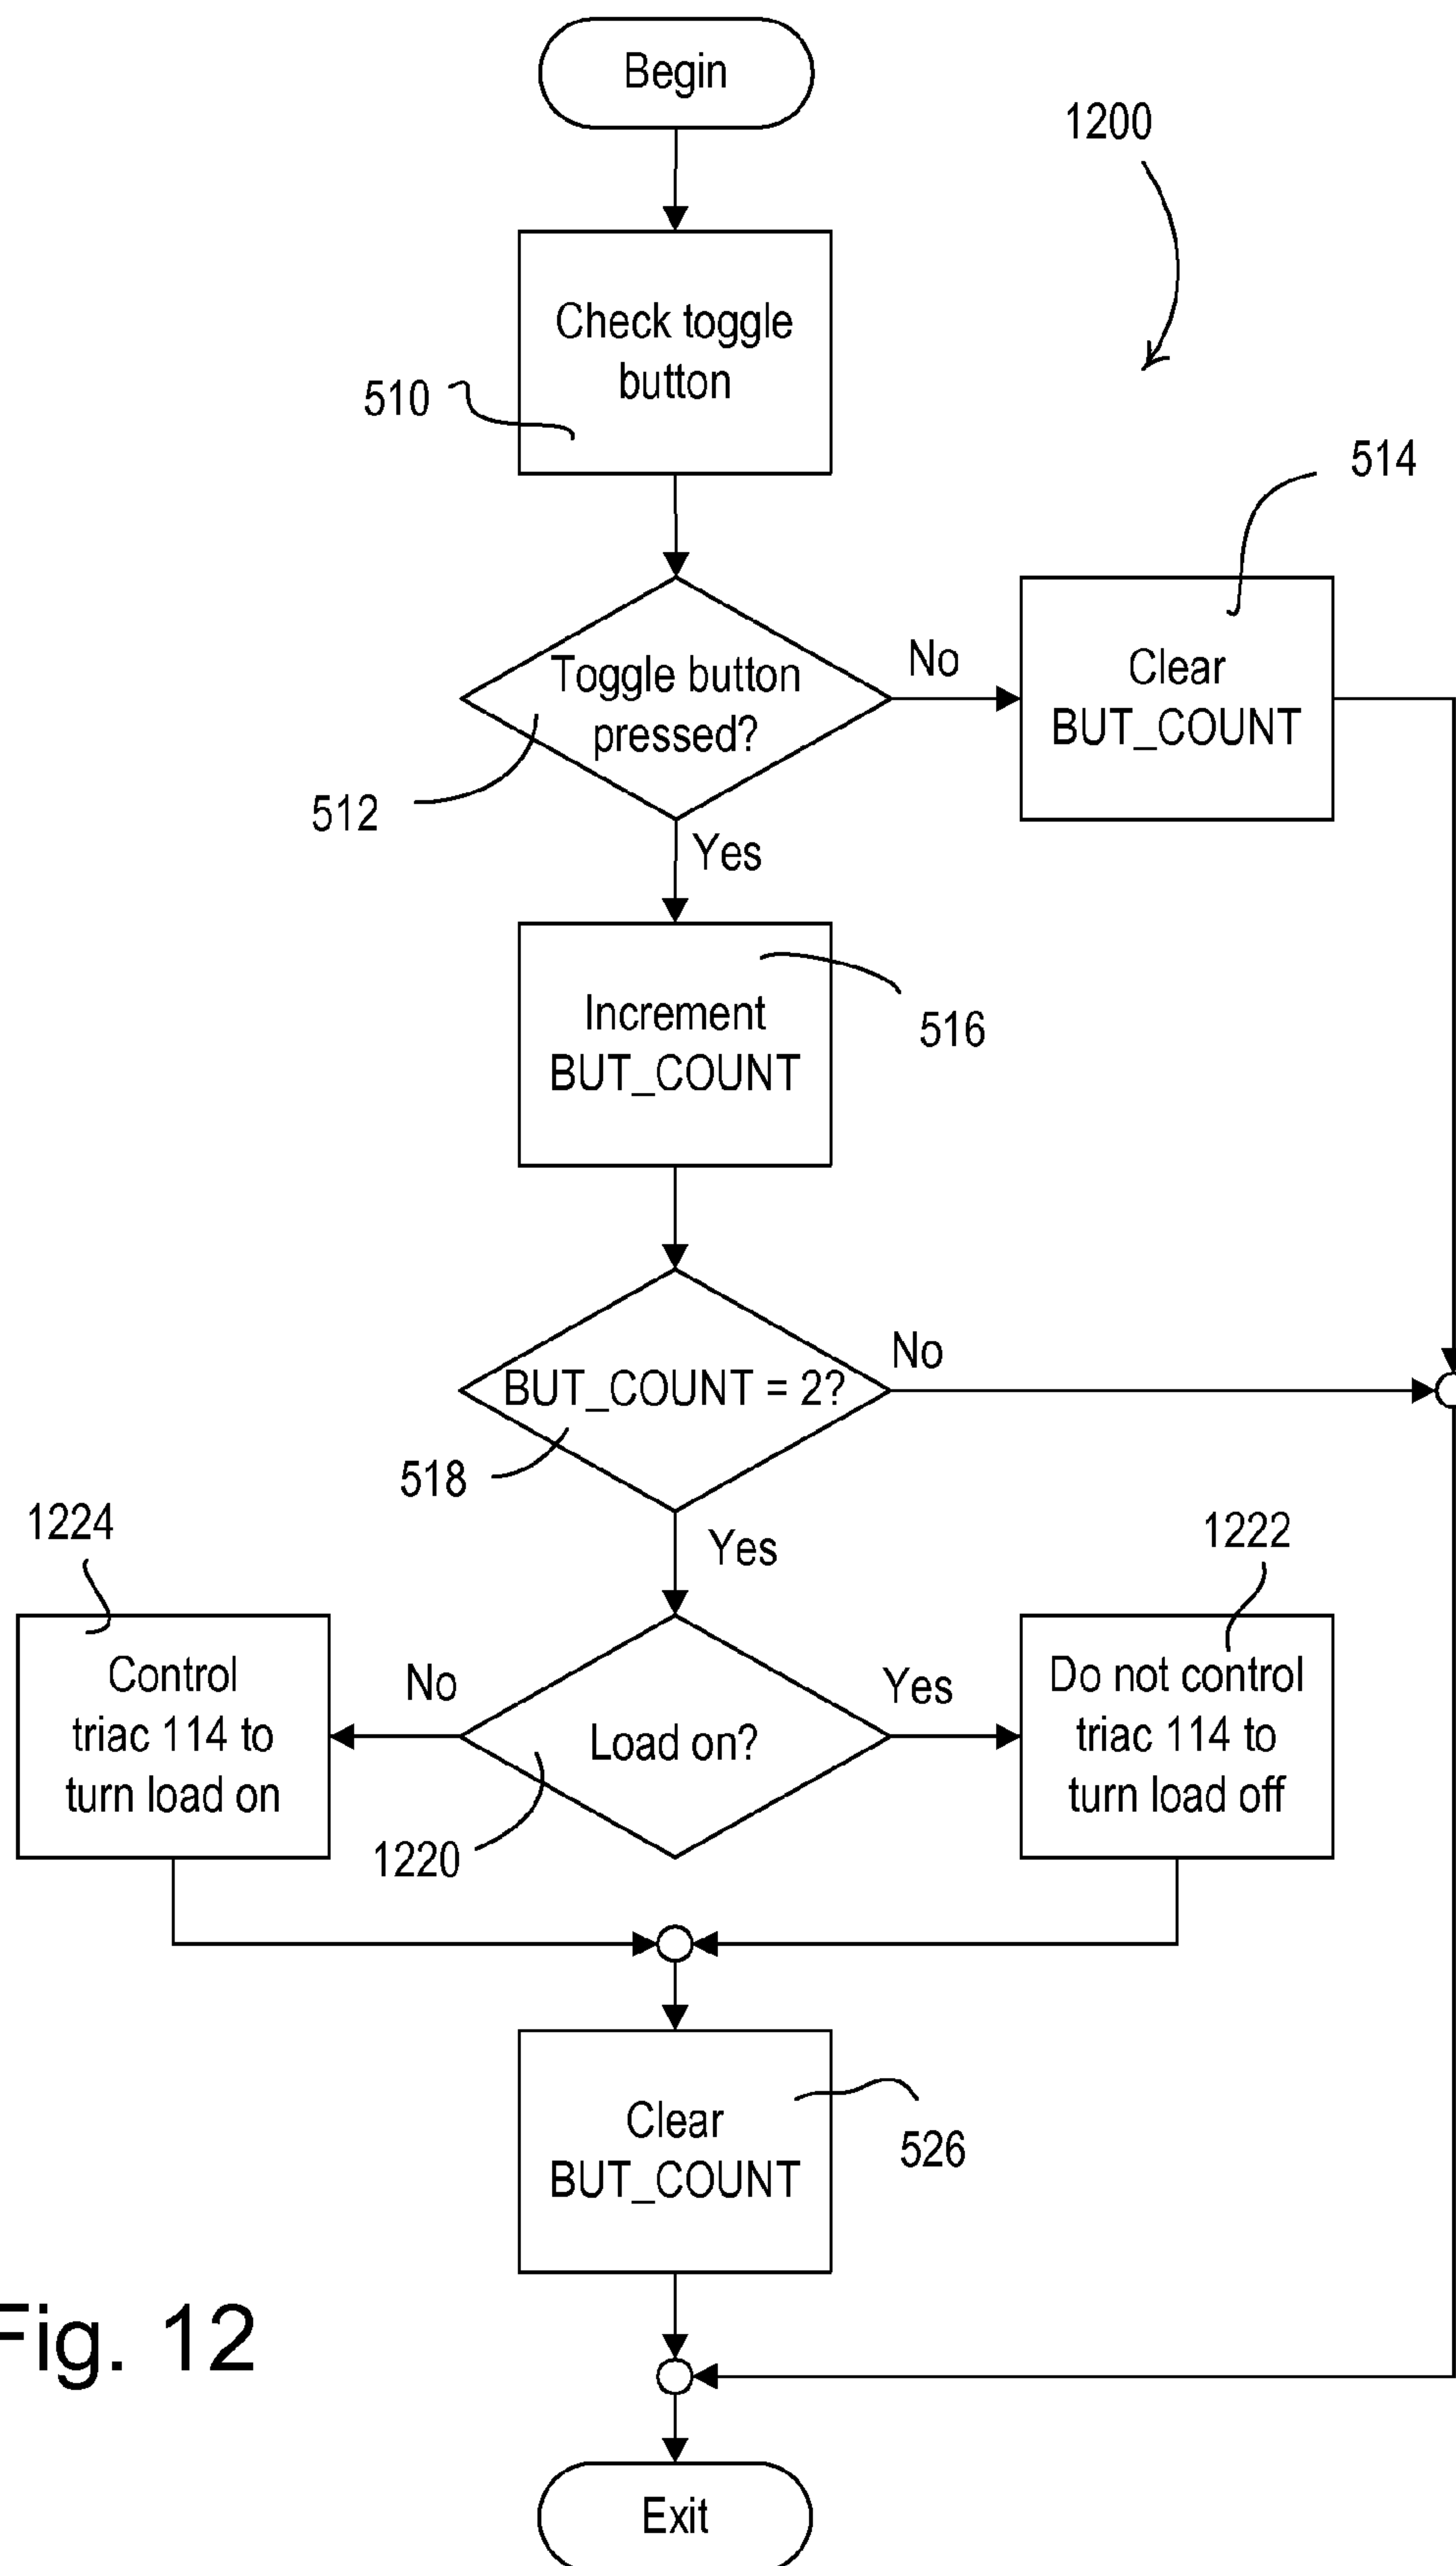 Begin
1200
Check toggle
button
510
514
Toggle button
pressed?
No
Clear
BUT_COUNT
512
Yes
Increment
BUT_COUNT
516
BUT_COUNT = 2?
No
518
Yes
1224
1222
Control
triac 114 to
turn load on
No
Load on?
Yes
Do not control
triac 114 to
turn load off
1220
Clear
BUT_COUNT
526
Fig. 12
Exit